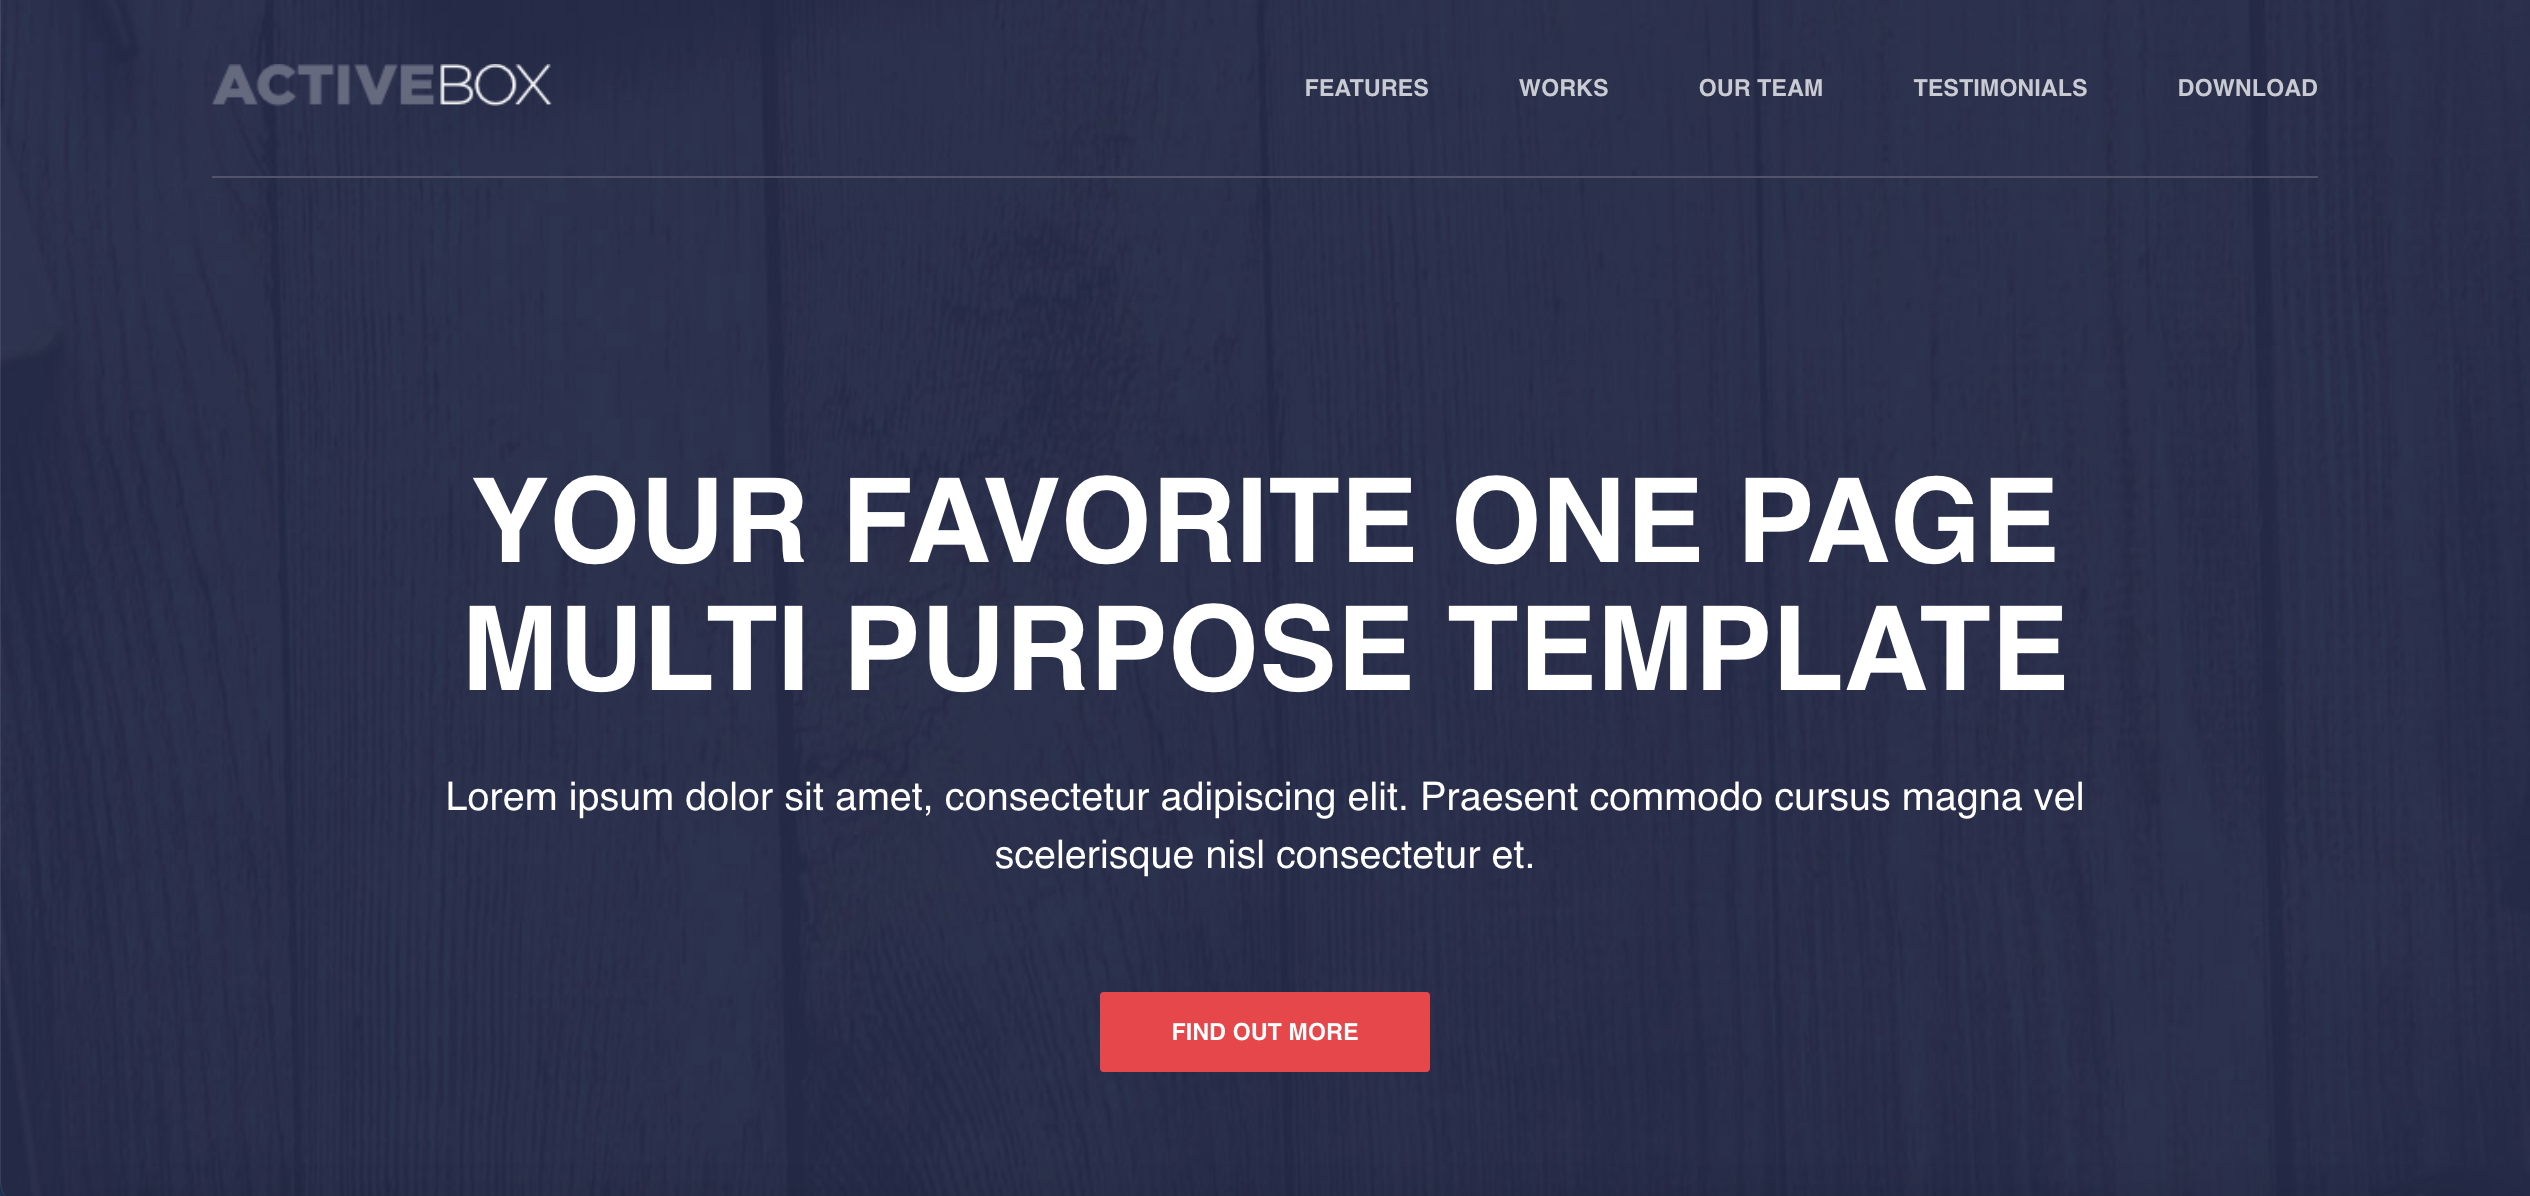 ACTIVEBOX
FEATURES WORKS OUR TEAM TESTIMONIALS DOWNLOAD
YOUR FAVORITE ONE PAGE
MULTI PURPOSE TEMPLATE
Lorem ipsum dolor sit amet, consectetur adipiscing elit. Praesent commodo cursus magna vel
scelerisque nisl consectetur et.
FIND OUT MORE